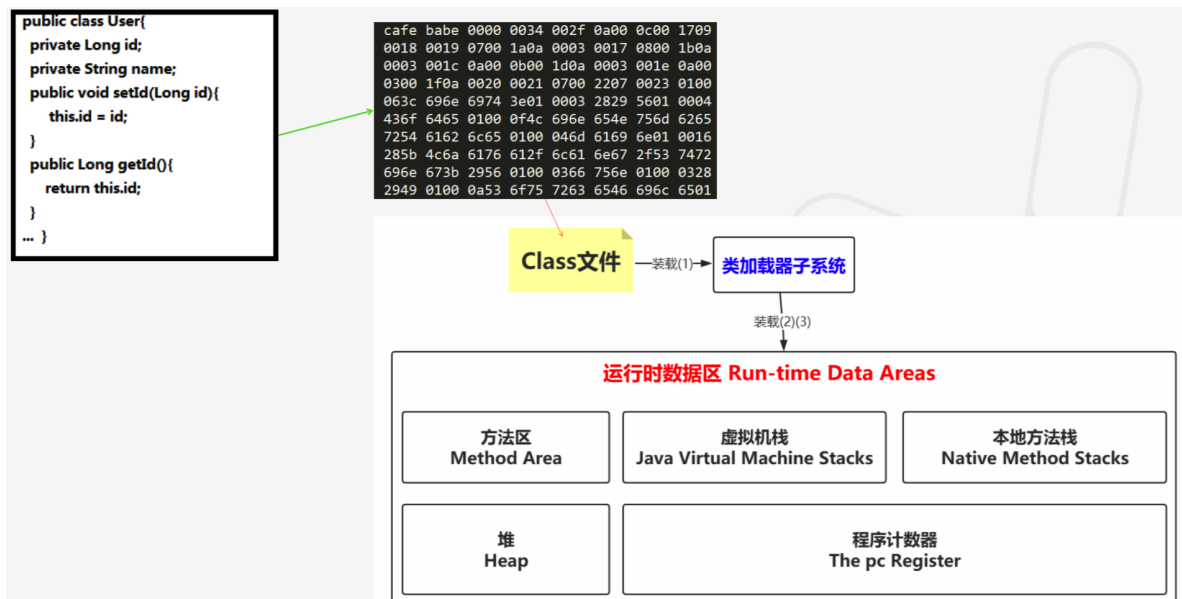 public class User{
private Long id;
private String name;
public void setId(Long id){
this.id = id;
}
public Long getId(){
return this.id;
}
... }
cafe babe 0000 0034 002f 0a00 0c00 1709
0018 0019 0700 1a0a 0003 0017 0800 1b0a
0003 001c 0a00 0b00 1d0a 0003 001e 0a00
0300 1f0a 0020 0021 0700 2207 0023 0100
063c 696e 6974 3e01 0003 2829 5601 0004
436f 6465 0100 0f4c 696e 654e 756d 6265
7254 6162 6c65 0100 046d 6169 6e01 0016
285b 4c6a 6176 612f 6c61 6e67 2f53 7472
696e 673b 2956 0100 0366 756e 0100 0328
2949 0100 0a53 6f75 7263 6546 696c 6501
Class文件
装载(1)
类加载器子系统
装载(2)(3)
运行时数据区 Run-time Data Areas
方法区
Method Area
虚拟机栈
Java Virtual Machine Stacks
本地方法栈
Native Method Stacks
堆
Heap
程序计数器
The pc Register